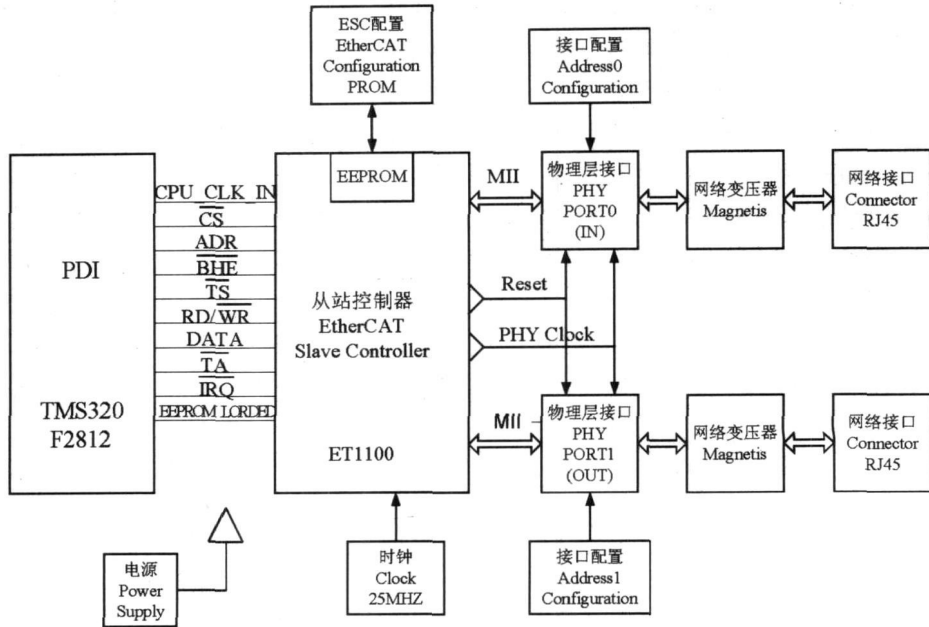 ESC配置
EtherCAT
Configuration
PROM
接口配置
Address0
Configuration
PDI
TMS320
F2812
CPU_CLK_IN
CS
ADR
BHE
TS
RD/WR
DATA
TA
IRQ
EEPROM LORDED
EEPROM
从站控制器
EtherCAT
Slave Controller
ET1100
MII
Reset
PHY Clock
MII
物理层接口
PHY
PORT0
(IN)
网络变压器
Magnetis
网络接口
Connector
RJ45
物理层接口
PHY
PORT1
(OUT)
网络变压器
Magnetis
网络接口
Connector
RJ45
电源
Power
Supply
时钟
Clock
25MHZ
接口配置
Address1
Configuration